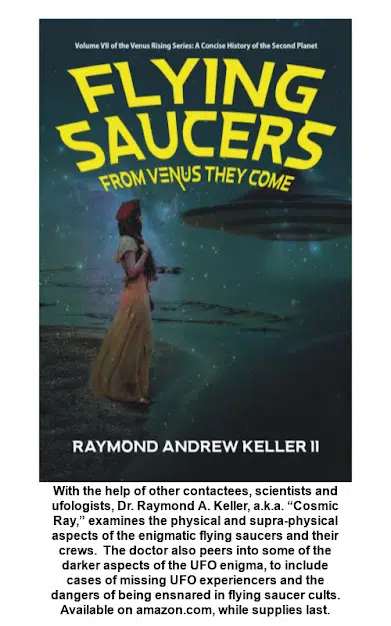 Volume VII of the Venus Rising Series: A Concise History of the Second Planet
FLYING
SAUCERS
FROM VENUS THEY COME
RAYMOND ANDREW KELLER II
With the help of other contactees, scientists and
ufologists, Dr. Raymond A. Keller, a.k.a. “Cosmic
Ray,” examines the physical and supra-physical
aspects of the enigmatic flying saucers and their
crews.  The doctor also peers into some of the
darker aspects of the UFO enigma, to include
cases of missing UFO experiencers and the
dangers of being ensnared in flying saucer cults.
Available on amazon.com, while supplies last.